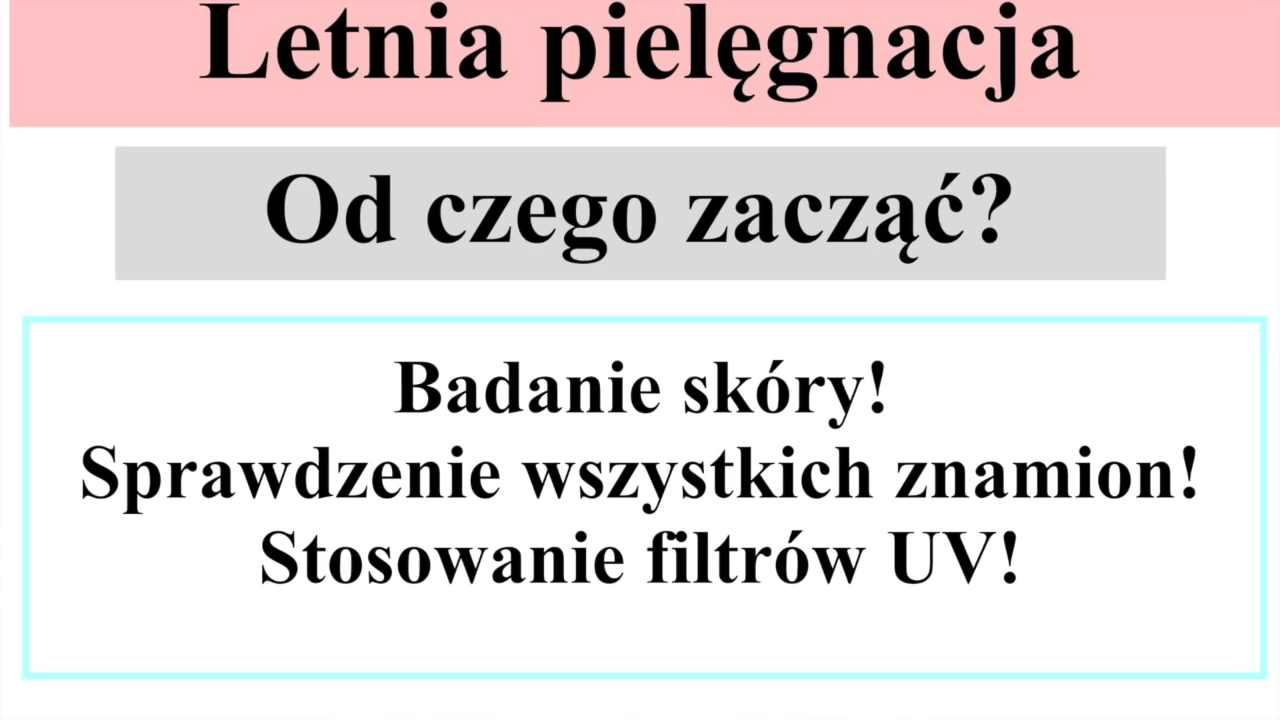 Letnia pielęgnacja
Od czego zacząć?
Badanie skóry!
Sprawdzenie wszystkich znamion!
Stosowanie filtrów UV!